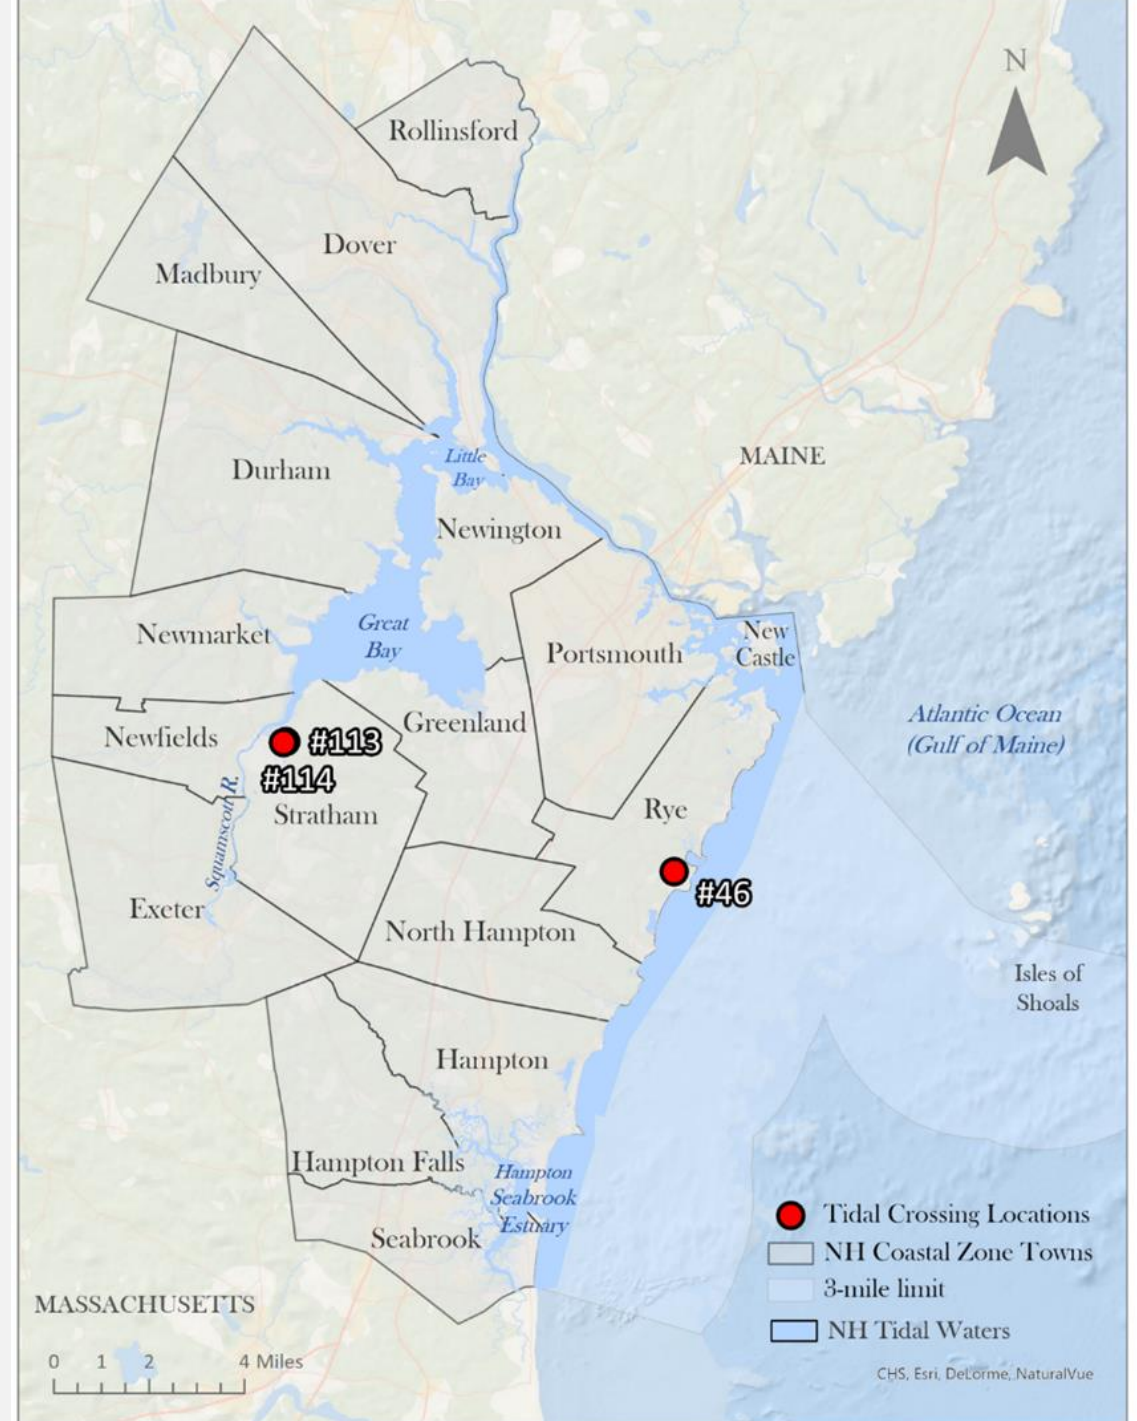 N
Rollinsford
Dover
Madbury
MAINE
Little
Bay
Durham
Newington
Great
Bay
Newmarket
New
Castle
Portsmouth
Greenland
Atlantic Ocean
(Gulf of Maine)
Newfields
#113
#114
Squamscott R.
Stratham
Rye
#46
Exeter
North Hampton
Isles of
Shoals
Hampton
Hampton Falls
Hampton
Seabrook
Estuary
Seabrook
Tidal Crossing Locations
NH Coastal Zone Towns
3-mile limit
NH Tidal Waters
MASSACHUSETTS
0 1 2 4 Miles
CHS, Esri, DeLorme, NaturalVue